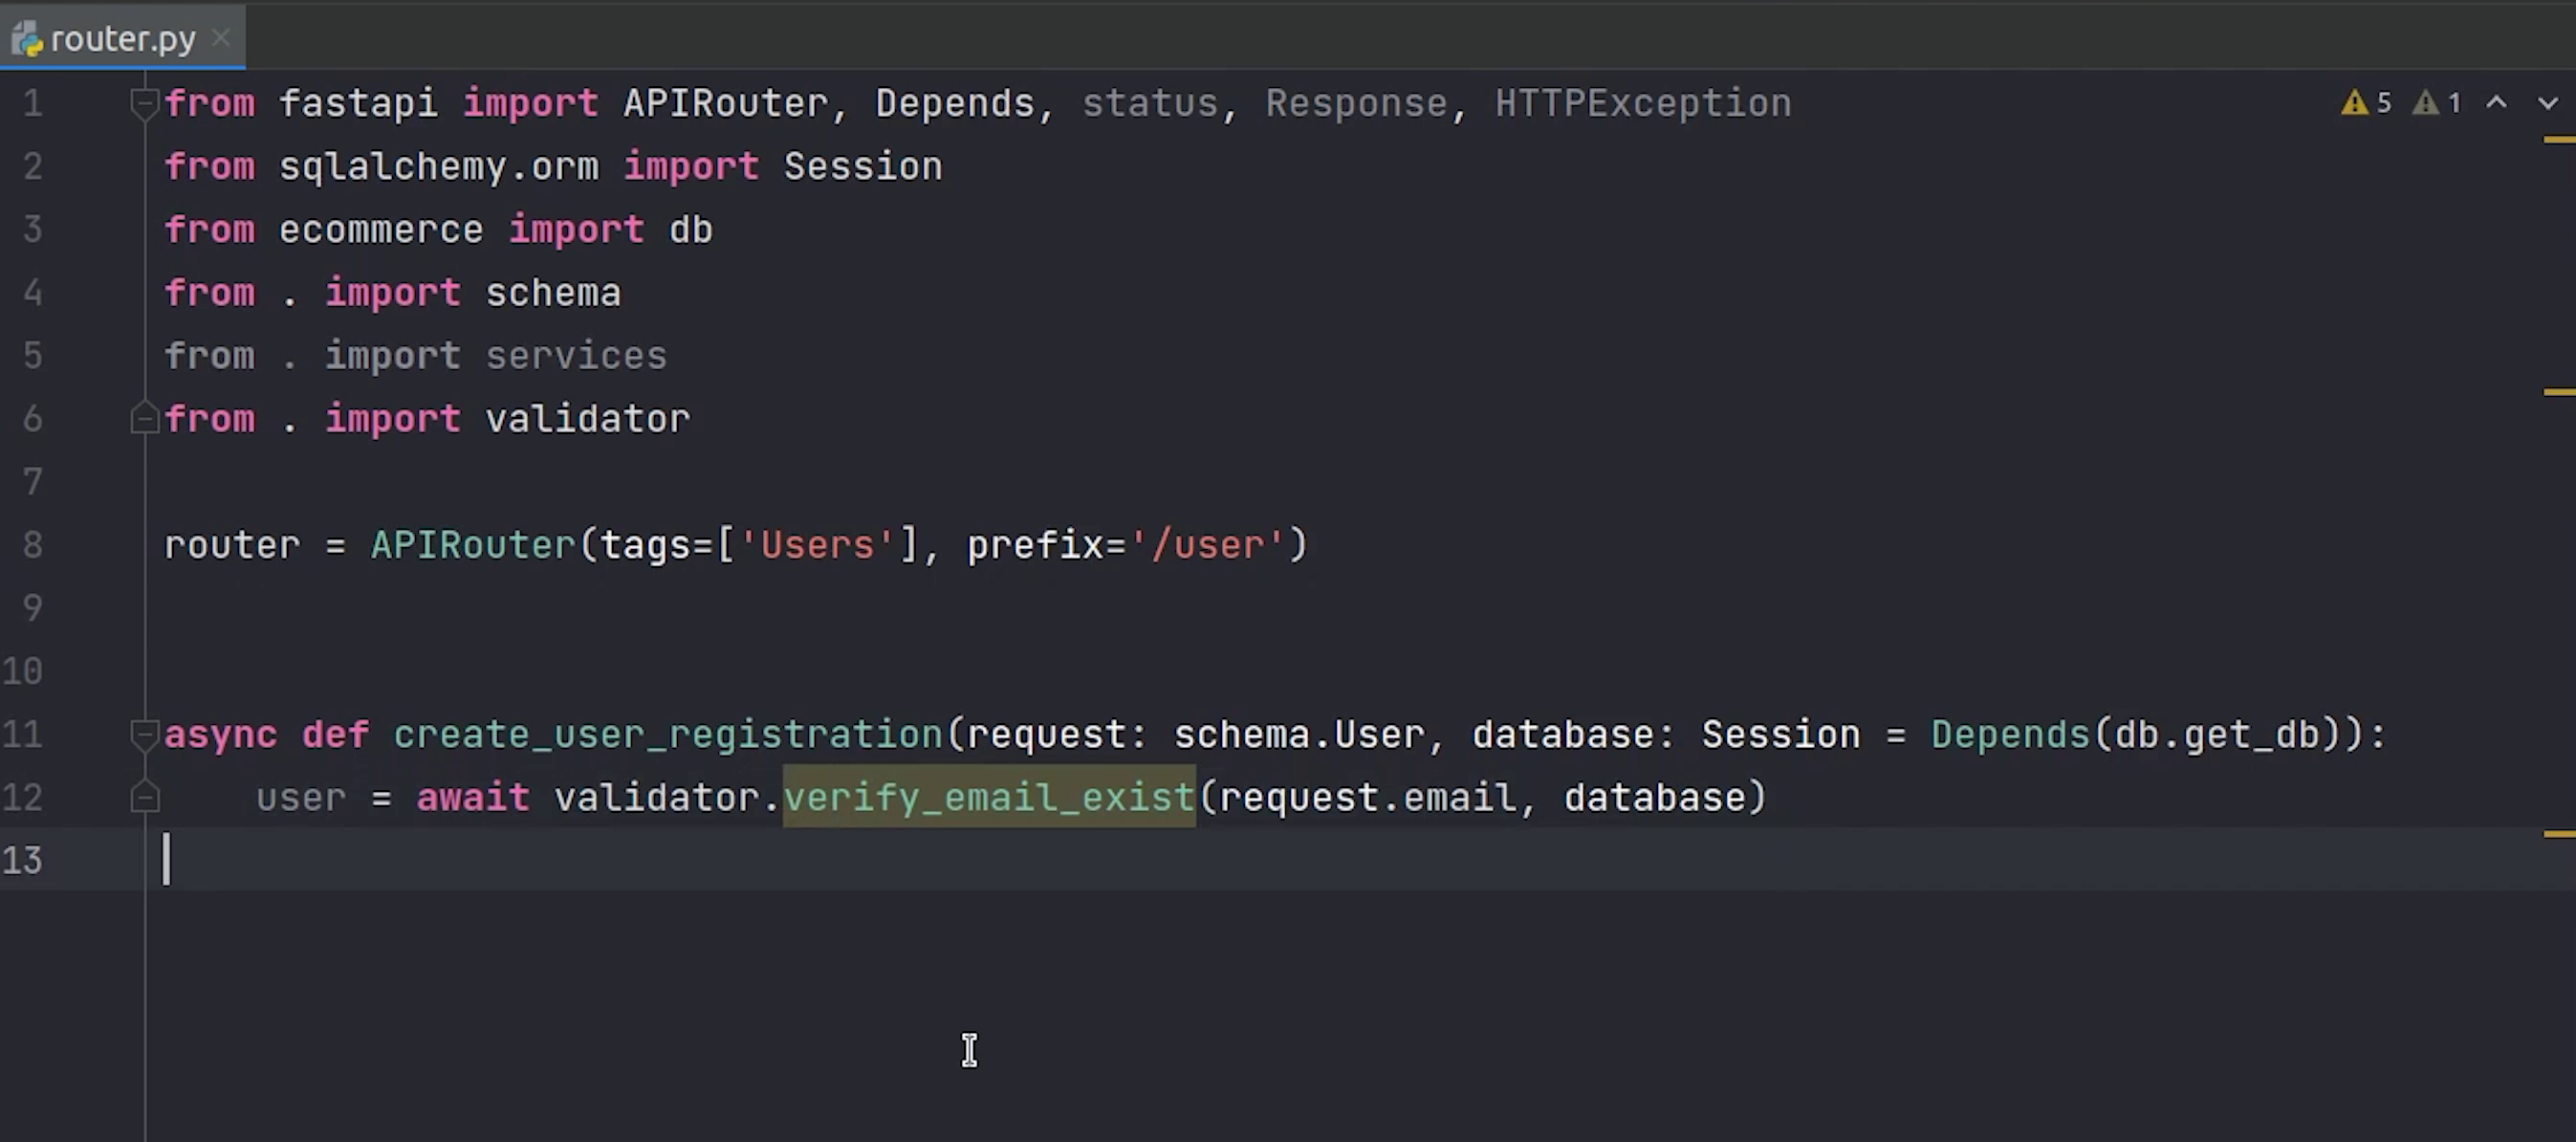 router.py
1 from fastapi import APIRouter, Depends, status, Response, HTTPException
5 1
2 from sqlalchemy.orm import Session
3 from ecommerce import db
4 from . import schema
5 from . import services
6 from . import validator
7
8 router = APIRouter(tags=['Users'], prefix='/user')
9
10
11 async def create_user_registration(request: schema.User, database: Session = Depends(db.get_db)):
12     user = await validator.verify_email_exist(request.email, database)
13